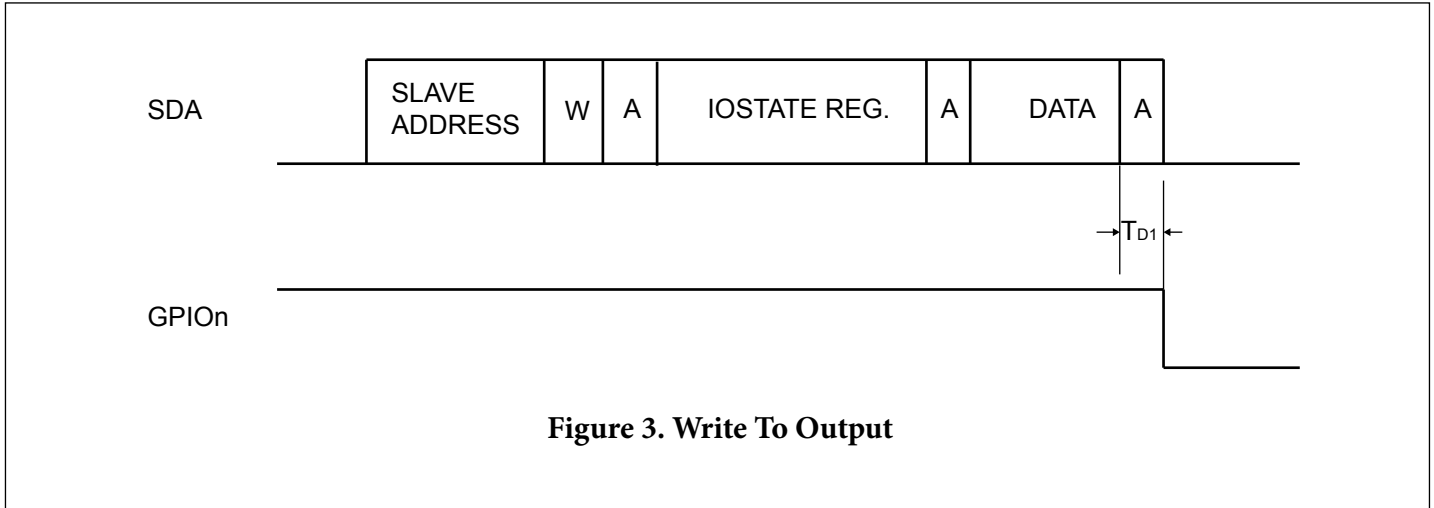 SDA
SLAVE
ADDRESS
W
A
IOSTATE REG.
A
DATA
A
TD1
GPIOn
Figure 3. Write To Output